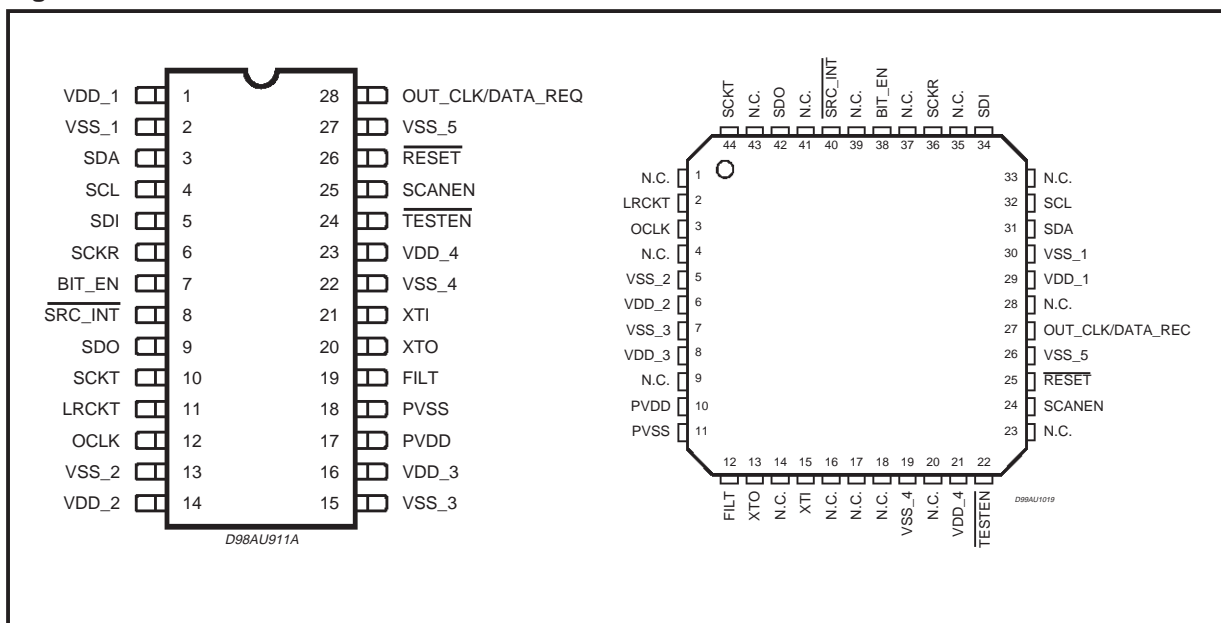 VDD_1 1 28 OUT_CLK/DATA_REQ
VSS_1 2 27 VSS_5
SDA 3 26 RESET
SCL 4 25 SCANEN
SDI 5 24 TESTEN
SCKR 6 23 VDD_4
BIT_EN 7 22 VSS_4
SRC_INT 8 21 XTI
SDO 9 20 XTO
SCKT 10 19 FILT
LRCKT 11 18 PVSS
OCLK 12 17 PVDD
VSS_2 13 16 VDD_3
VDD_2 14 15 VSS_3
D98AU911A
SCKT N.C. SDO N.C. SRC_INT N.C. BIT_EN N.C. SCKR N.C. SDI
44 43 42 41 40 39 38 37 36 35 34
N.C. 1 33 N.C.
LRCKT 2 32 SCL
OCLK 3 31 SDA
N.C. 4 30 VSS_1
VSS_2 5 29 VDD_1
VDD_2 6 28 N.C.
VSS_3 7 27 OUT_CLK/DATA_REC
VDD_3 8 26 VSS_5
N.C. 9 25 RESET
PVDD 10 24 SCANEN
PVSS 11 23 N.C.
12 13 14 15 16 17 18 19 20 21 22
FILT XTO N.C. XTI N.C. N.C. N.C. VSS_4 N.C. VDD_4 TESTEN
D99AU1019